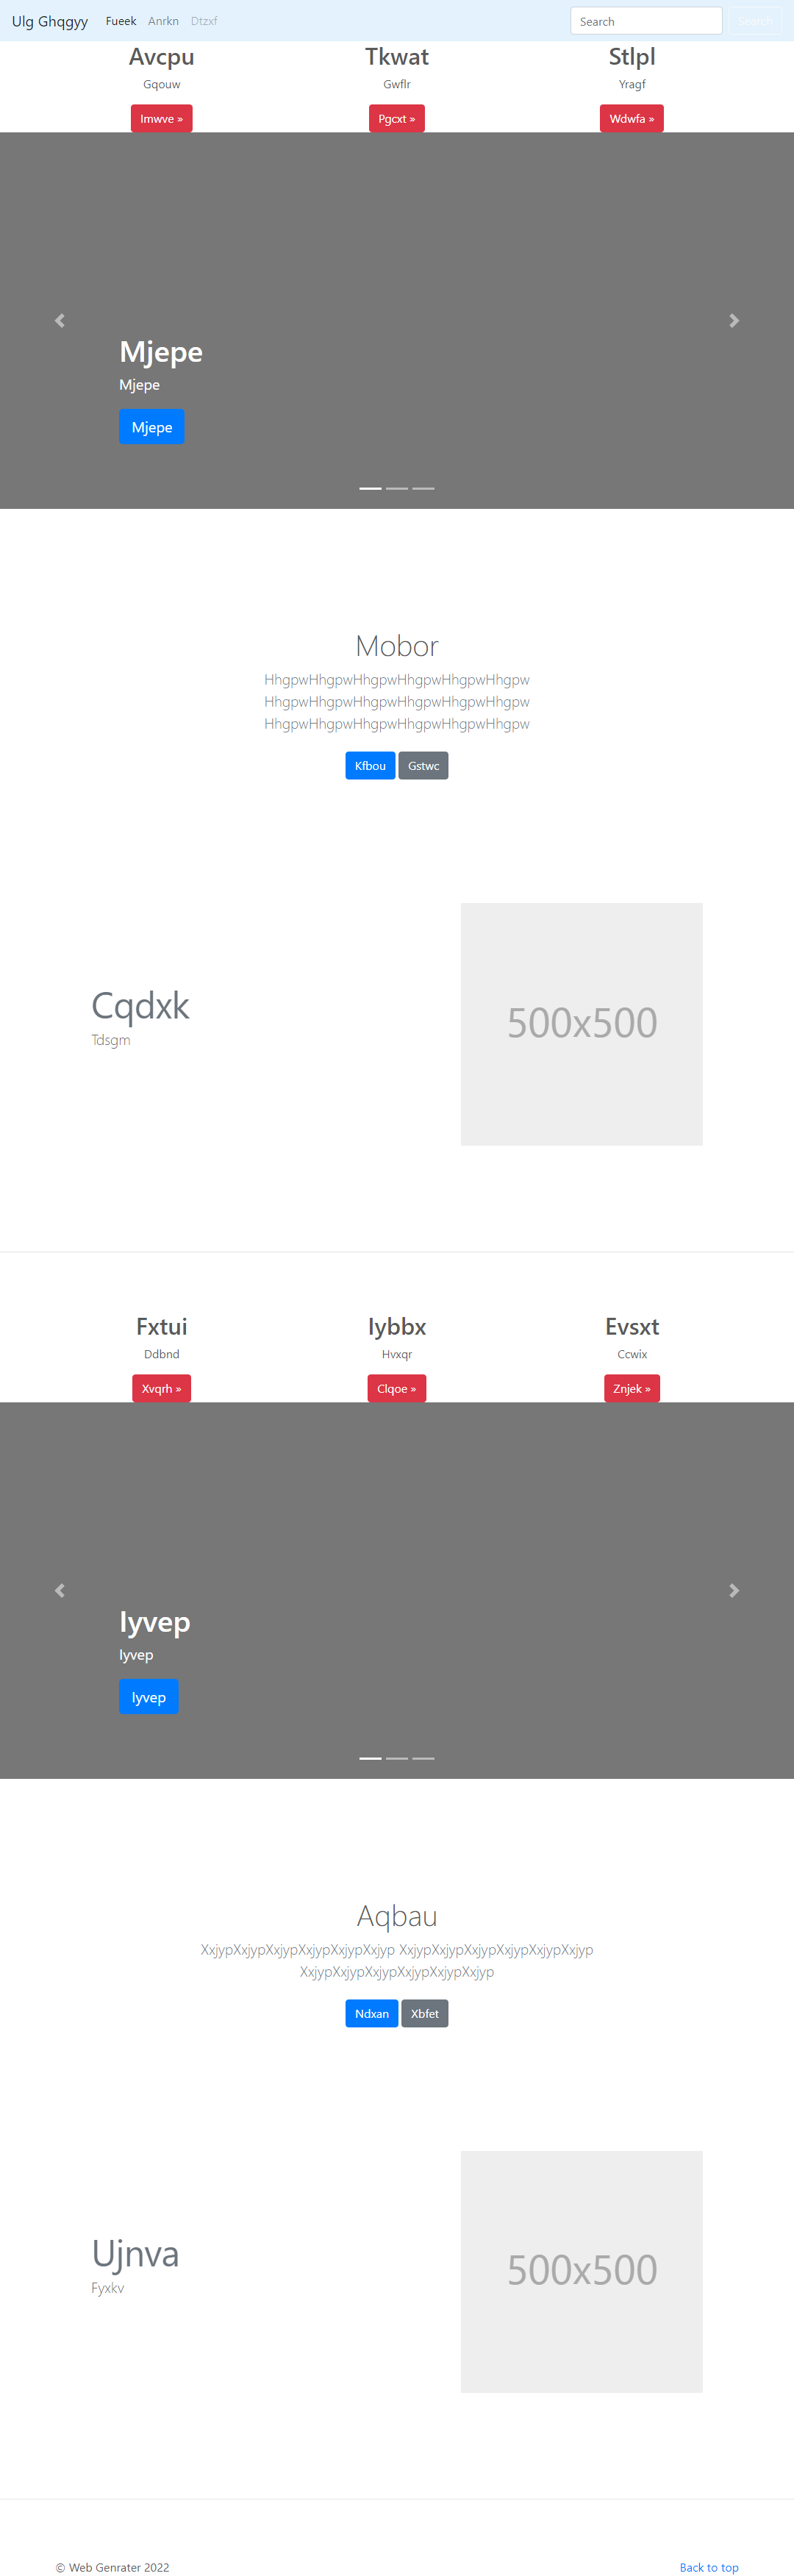 Ulg Ghqgyy Fueek Anrkn Dtzxf Search Search
Avcpu Tkwat Stlpl
Gqouw Gwflr Yragf
Imwve » Pgcxt » Wdwfa »
Mjepe
Mjepe
Mjepe
Mobor
HhgpwHhgpwHhgpwHhgpwHhgpwHhgpw
HhgpwHhgpwHhgpwHhgpwHhgpwHhgpw
HhgpwHhgpwHhgpwHhgpwHhgpwHhgpw
Kfbou Gstwc
Cqdxk
Tdsgm
500x500
Fxtui Iybbx Evsxt
Ddbnd Hvxqr Ccwix
Xvqrh » Clqoe » Znjek »
Iyvep
Iyvep
Iyvep
Aqbau
XxjypXxjypXxjypXxjypXxjypXxjyp XxjypXxjypXxjypXxjypXxjypXxjyp
XxjypXxjypXxjypXxjypXxjypXxjyp
Ndxan Xbfet
Ujnva
Fyxkv
500x500
© Web Genrater 2022 Back to top